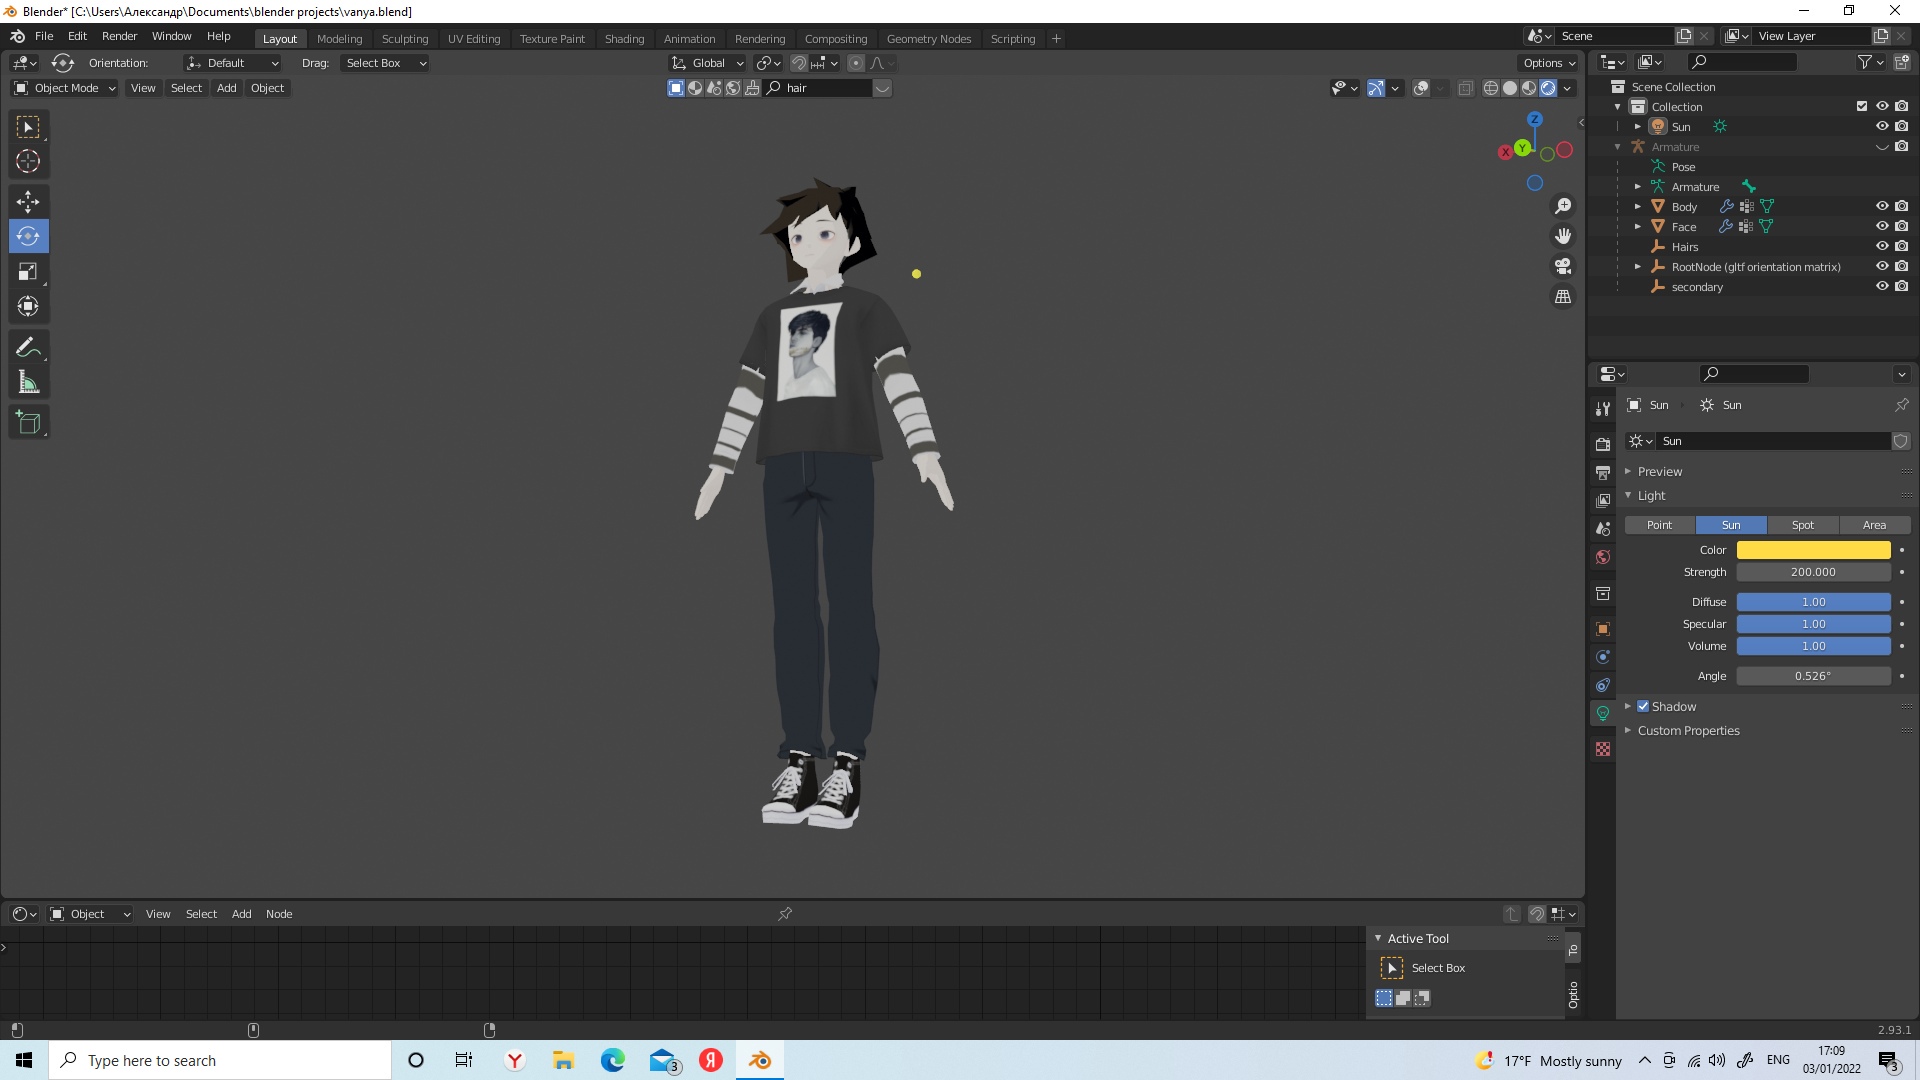 Blender* [C:\Users\Александр\Documents\blender projects\vanya.blend]
File Edit Render Window Help
Layout Modeling Sculpting UV Editing Texture Paint Shading Animation Rendering Compositing Geometry Nodes Scripting +
Scene
View Layer
Orientation: Default Drag: Select Box
Global
Options
Object Mode View Select Add Object
hair
X Y Z
Scene Collection
Collection
Sun
Armature
Pose
Armature
Body
Face
Hairs
RootNode (gltf orientation matrix)
secondary
Sun Sun
Sun
Preview
Light
Point Sun Spot Area
Color
Strength 200.000
Diffuse 1.00
Specular 1.00
Volume 1.00
Angle 0.526°
Shadow
Custom Properties
Object View Select Add Node
Active Tool
Select Box
To
Optio
2.93.1
Type here to search
Y
3
Я
17°F Mostly sunny
ENG
17:09
03/01/2022
3